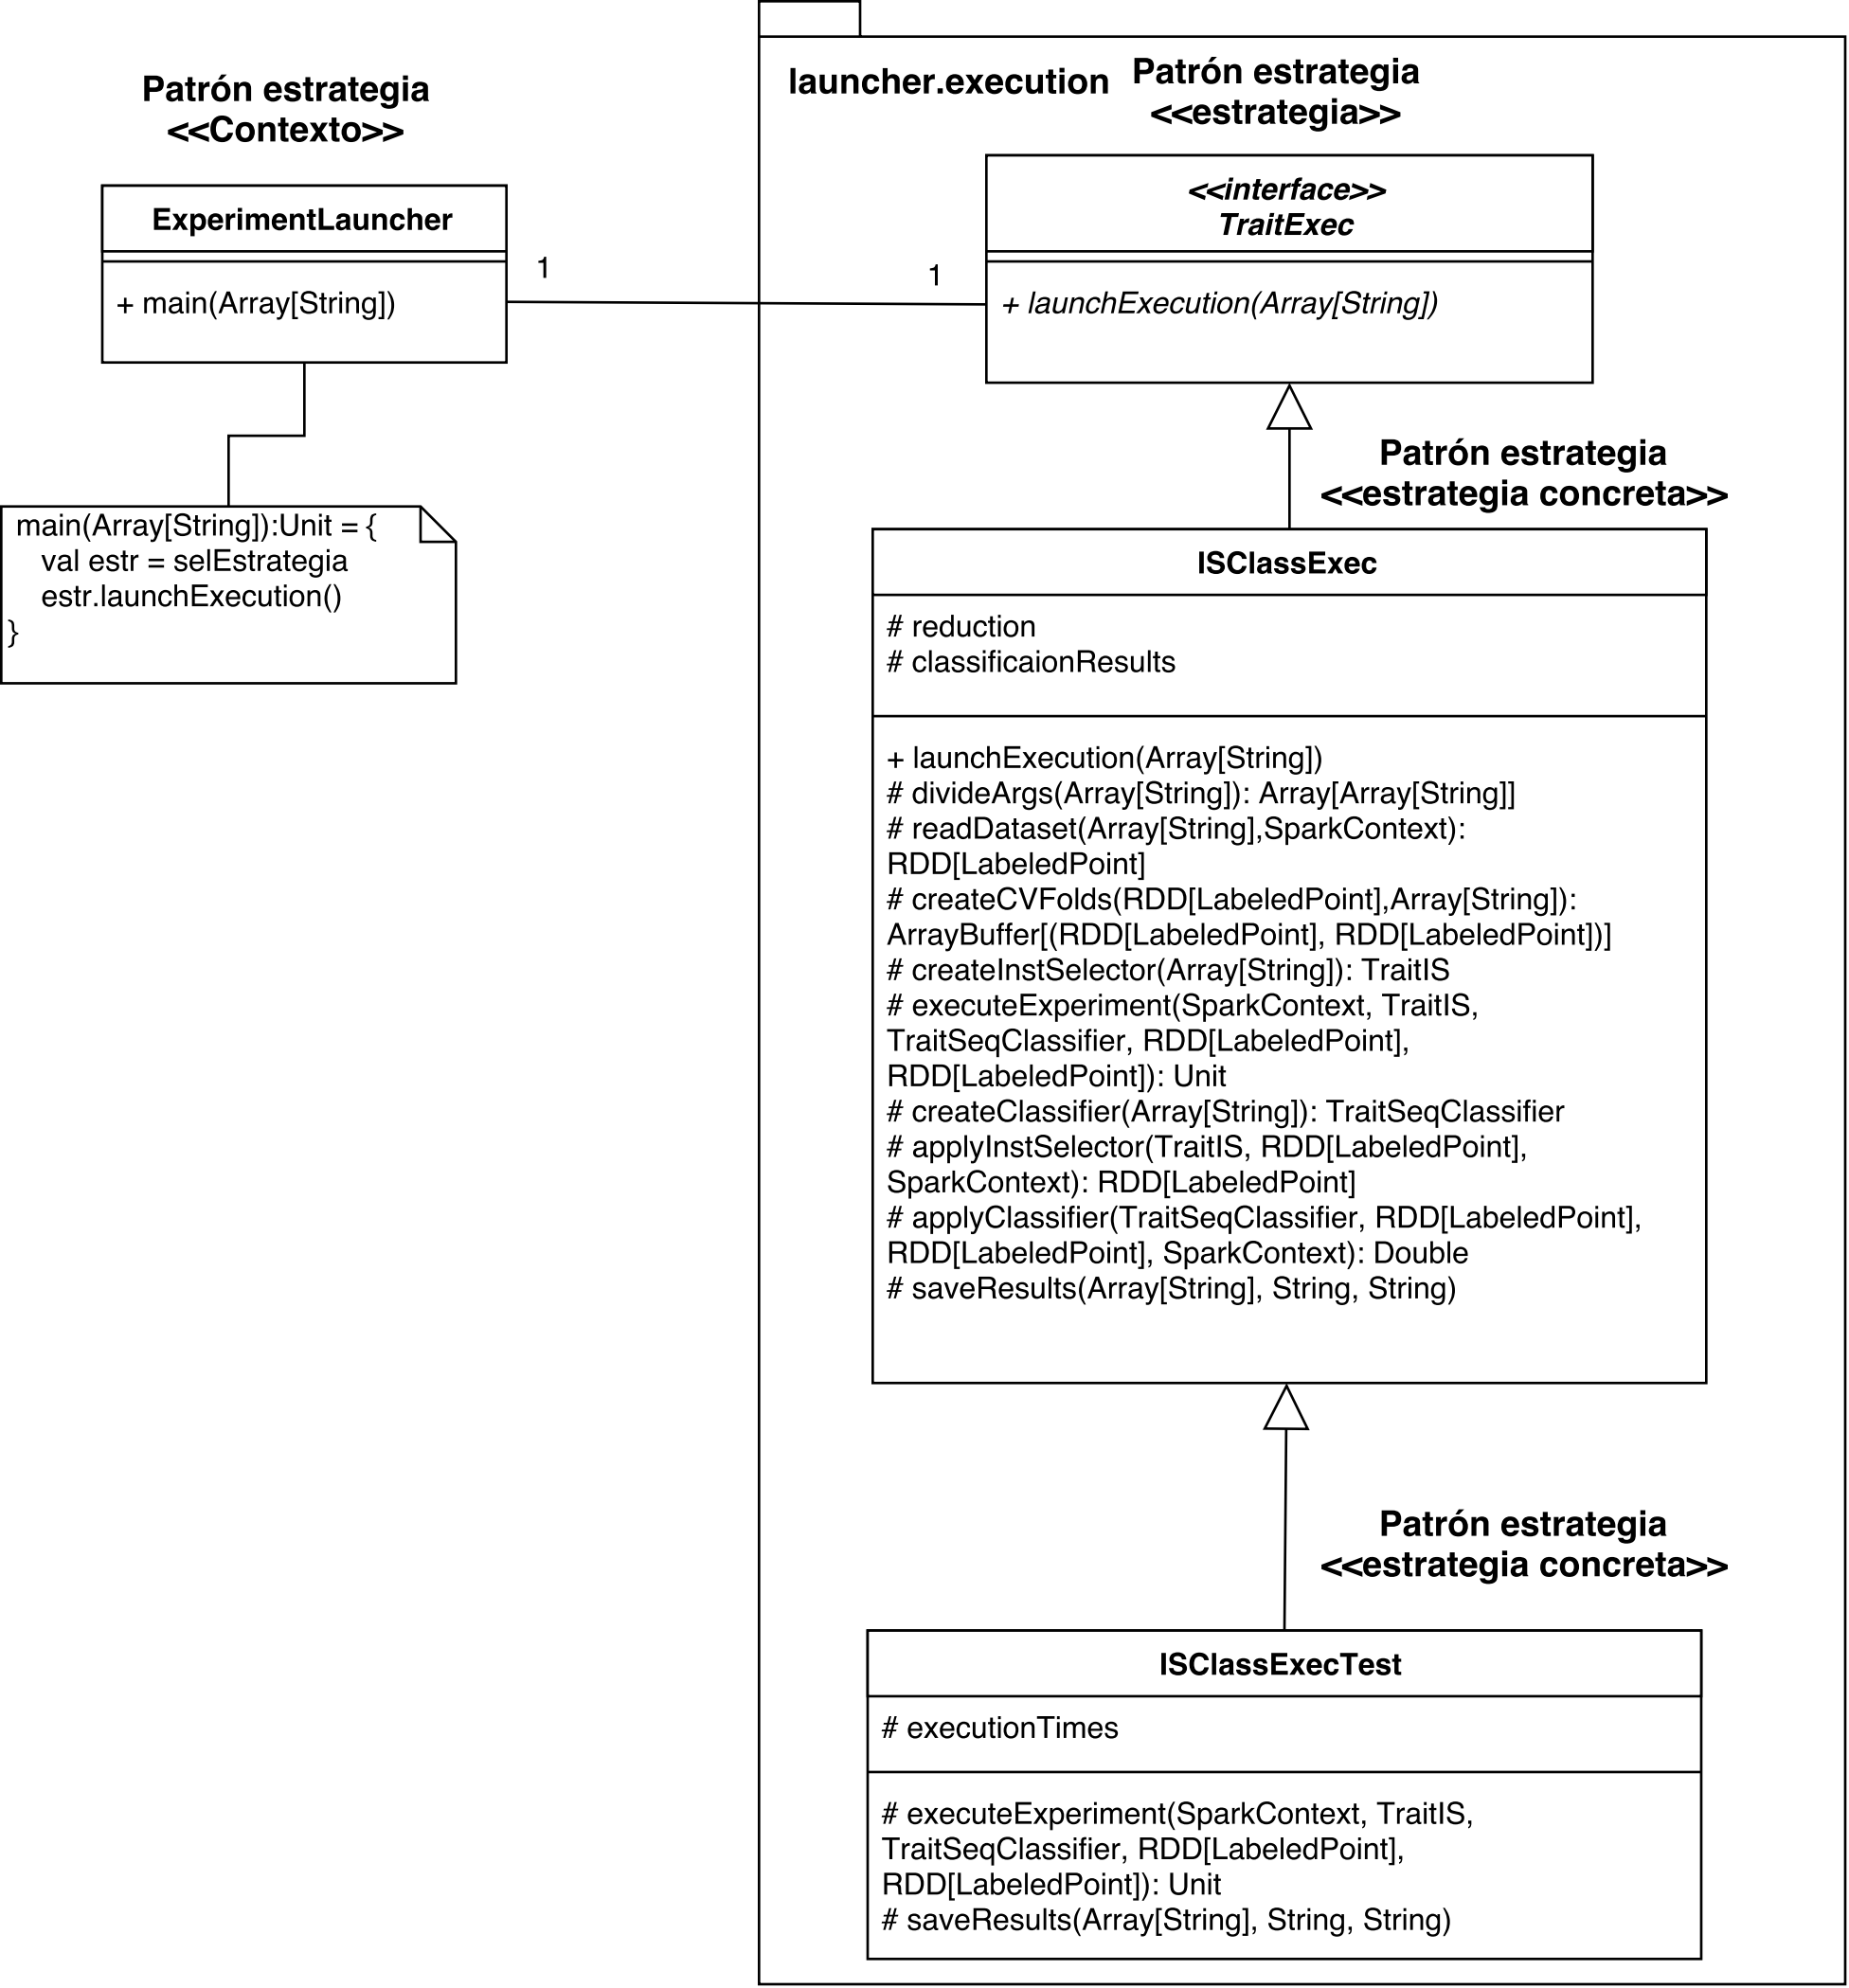 Patrón estrategia
<<Contexto>>
ExperimentLauncher
+ main(Array[String])
1
1
main(Array[String]):Unit = {
val estr = selEstrategia
estr.launchExecution()
}
launcher.execution
Patrón estrategia
<<estrategia>>
<<interface>>
TraitExec
+ launchExecution(Array[String])
Patrón estrategia
<<estrategia concreta>>
ISClassExec
# reduction
# classificaionResults
+ launchExecution(Array[String])
# divideArgs(Array[String]): Array[Array[String]]
# readDataset(Array[String],SparkContext):
RDD[LabeledPoint]
# createCVFolds(RDD[LabeledPoint],Array[String]):
ArrayBuffer[(RDD[LabeledPoint], RDD[LabeledPoint])]
# createInstSelector(Array[String]): TraitIS
# executeExperiment(SparkContext, TraitIS,
TraitSeqClassifier, RDD[LabeledPoint],
RDD[LabeledPoint]): Unit
# createClassifier(Array[String]): TraitSeqClassifier
# applyInstSelector(TraitIS, RDD[LabeledPoint],
SparkContext): RDD[LabeledPoint]
# applyClassifier(TraitSeqClassifier, RDD[LabeledPoint],
RDD[LabeledPoint], SparkContext): Double
# saveResults(Array[String], String, String)
Patrón estrategia
<<estrategia concreta>>
ISClassExecTest
# executionTimes
# executeExperiment(SparkContext, TraitIS,
TraitSeqClassifier, RDD[LabeledPoint],
RDD[LabeledPoint]): Unit
# saveResults(Array[String], String, String)